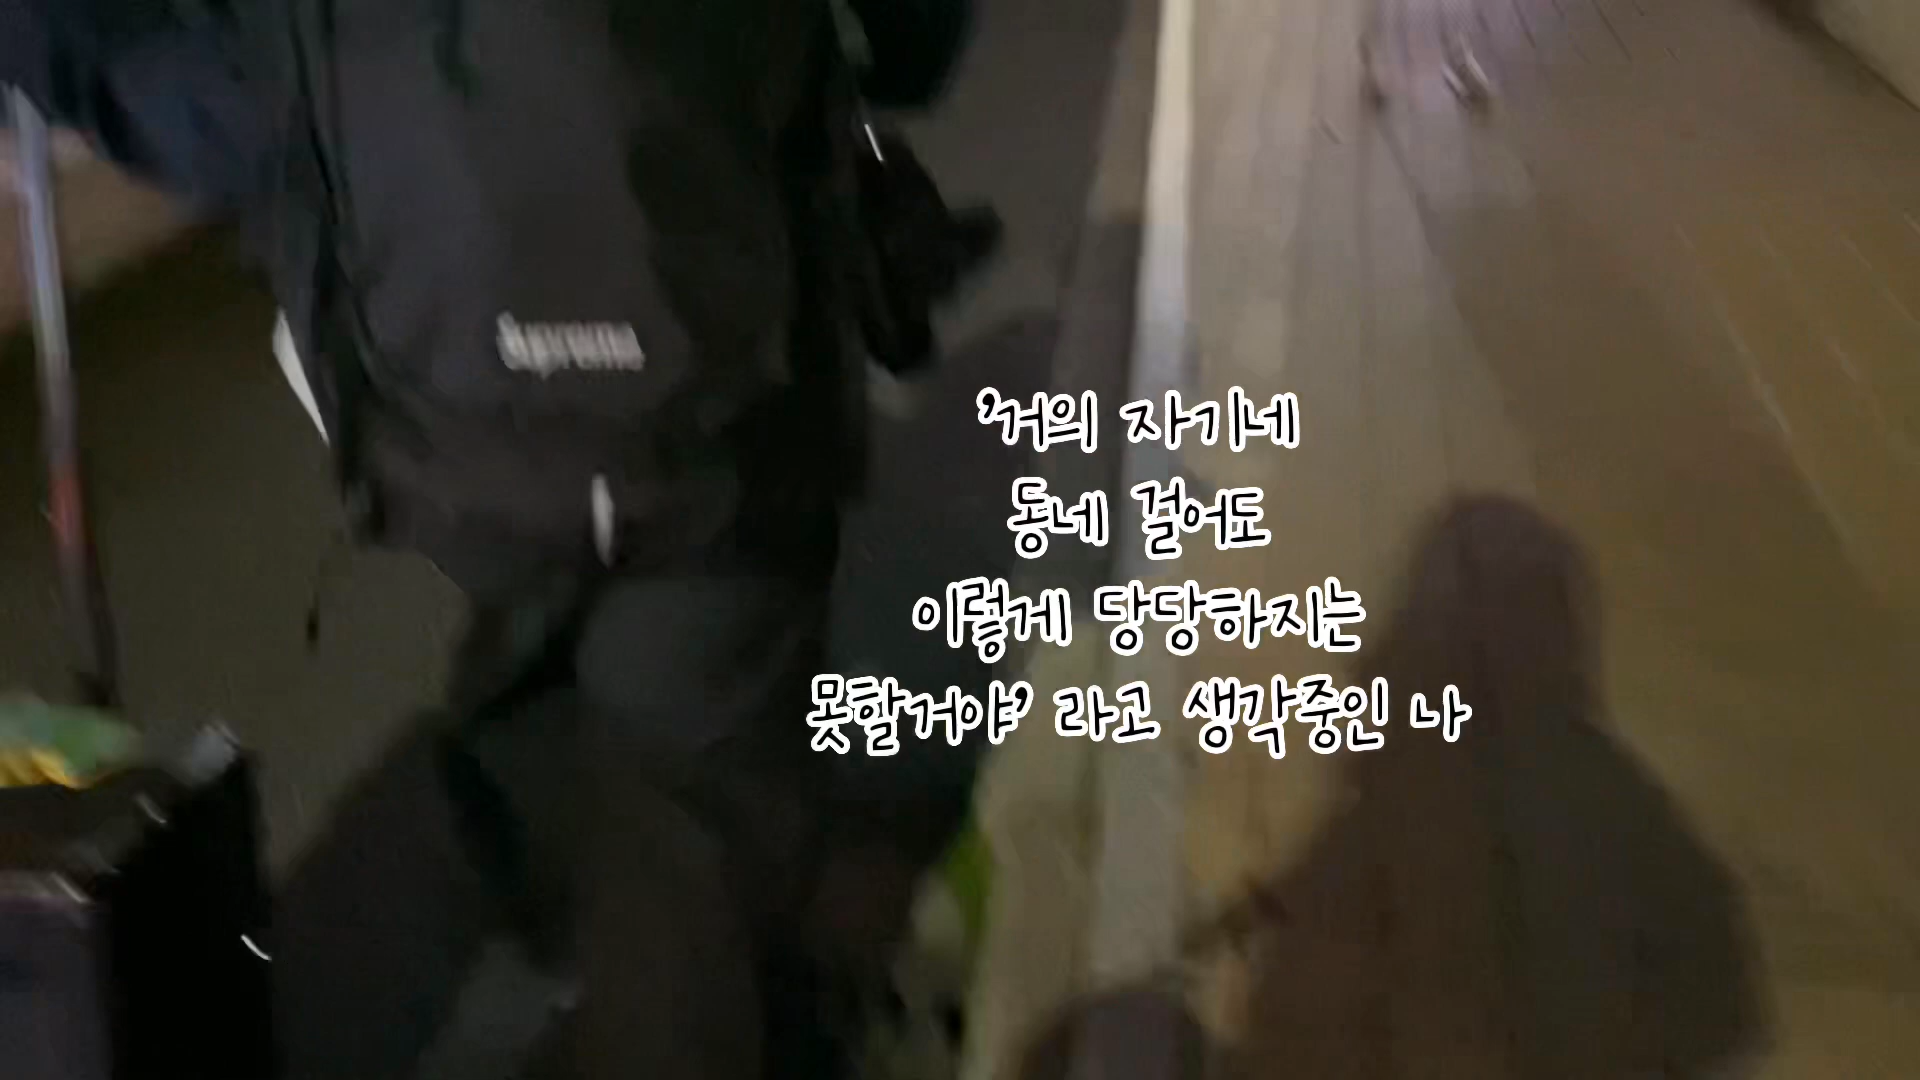 Supreme
'거의 자기네
동네 걸어도
이렇게 당당하지는
못할거야' 라고 생각중인 나